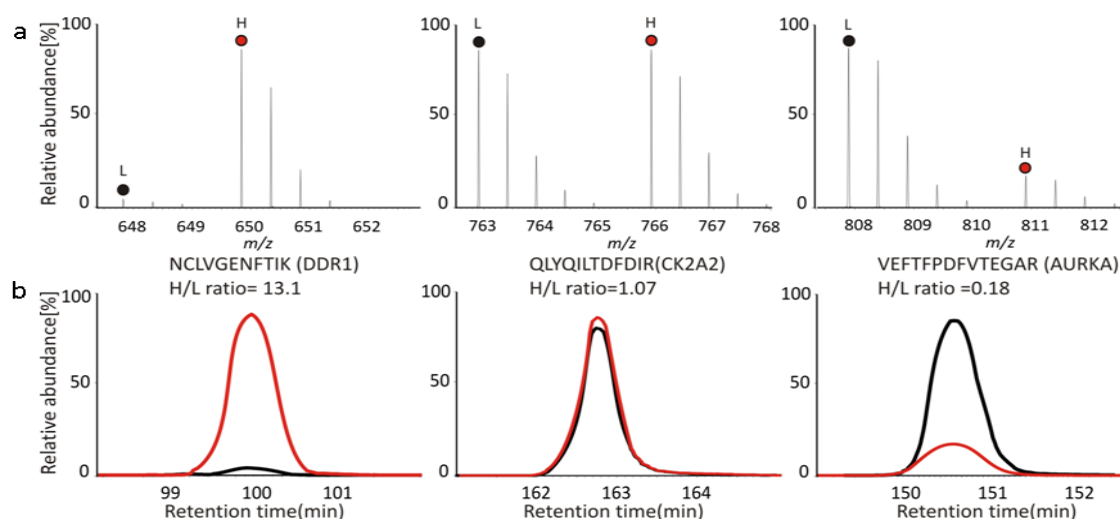 a
Relative abundance[%]
100
50
0
L
H
648 649 650 651 652
m/z
NCLVGENFTIK (DDR1)
H/L ratio= 13.1
100
50
0
L
H
763 764 765 766 767 768
m/z
QLYQILTDFDIR(CK2A2)
H/L ratio=1.07
100
50
0
L
H
808 809 810 811 812
m/z
VEFTFPDFVTEGAR (AURKA)
H/L ratio =0.18
b
Relative abundance[%]
100
50
0
99 100 101
Retention time(min)
100
50
0
162 163 164
Retention time(min)
100
50
0
150 151 152
Retention time(min)